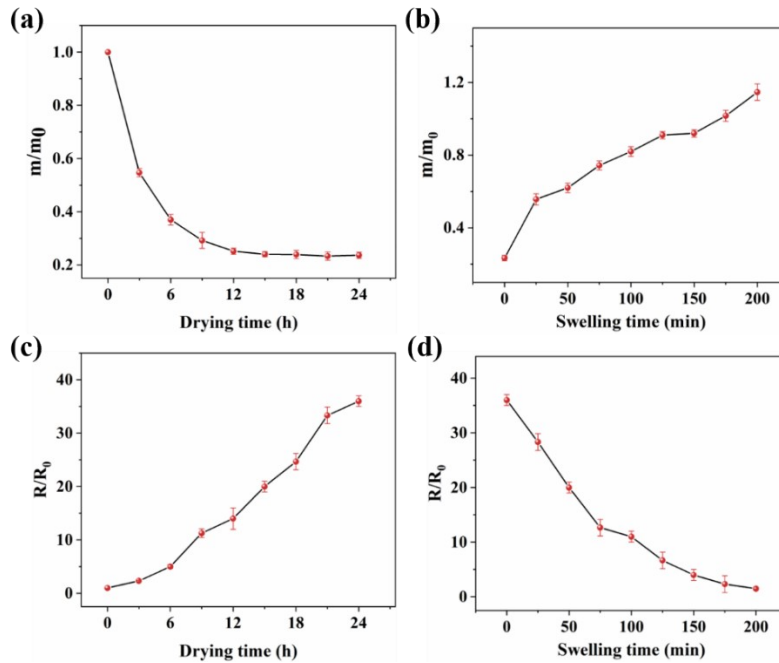 (a)
1.0
0.8
0.6
0.4
0.2
m/m0
0 6 12 18 24
Drying time (h)
(b)
1.2
0.8
0.4
m/m0
0 50 100 150 200
Swelling time (min)
(c)
40
30
20
10
0
R/R0
0 6 12 18 24
Drying time (h)
(d)
40
30
20
10
0
R/R0
0 50 100 150 200
Swelling time (min)